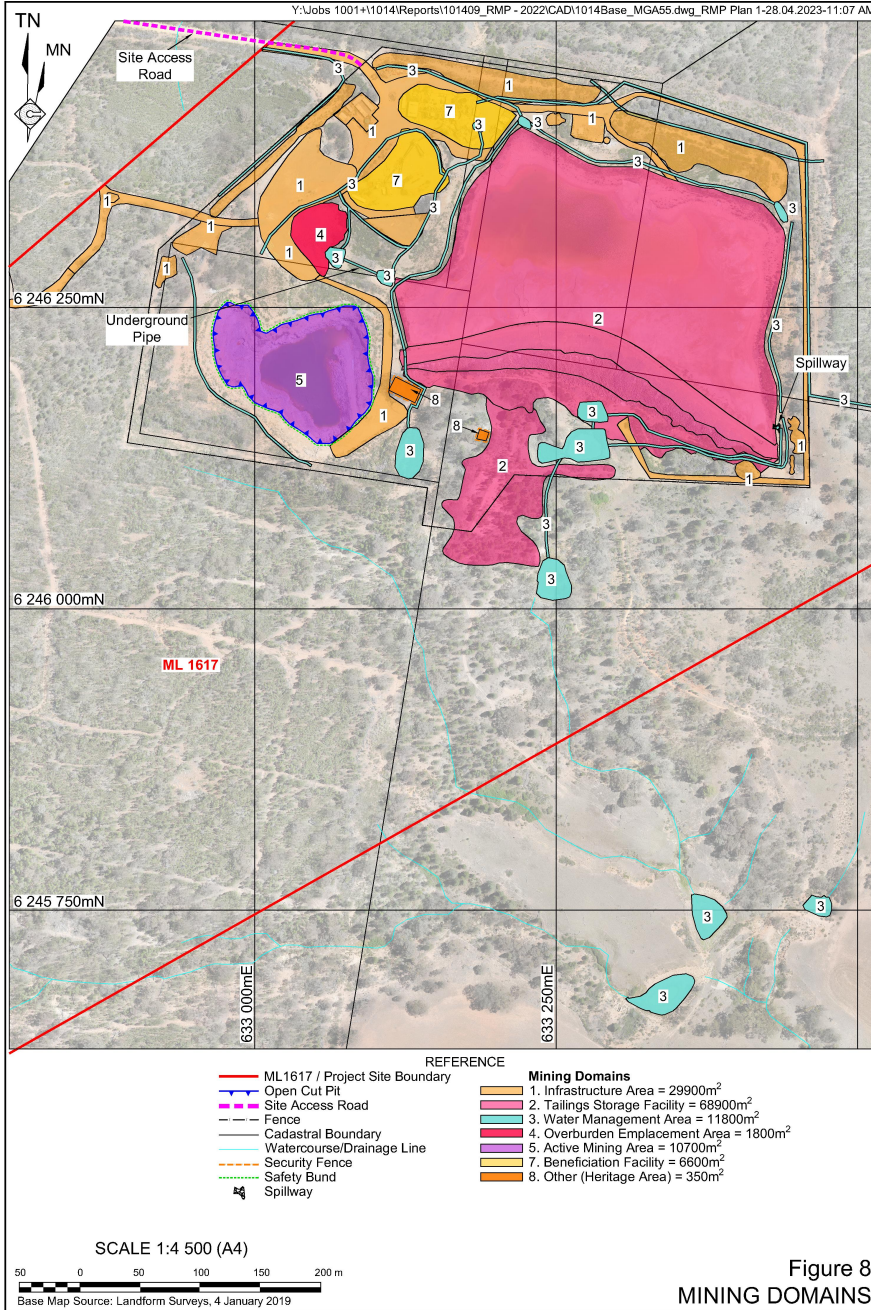 Y:\Jobs 1001+\1014\Reports\101409_RMP - 2022\CAD\1014Base_MGA55.dwg_RMP Plan 1-28.04.2023-11:07 AM
TN
MN
Site Access
Road
3
3
1
3
7
1
3
3
1
3
1
1
7
3
1
3
3
1
1
4
1
3
3
1
6 246 250mN
Underground
Pipe
2
3
Spillway
5
8
3
1
8
3
3
3
1
2
1
3
3
6 246 000mN
ML 1617
6 245 750mN
3
3
3
633 000mE
633 250mE
REFERENCE
ML1617 / Project Site Boundary
Open Cut Pit
Site Access Road
Fence
Cadastral Boundary
Watercourse/Drainage Line
Security Fence
Safety Bund
Spillway
Mining Domains
1. Infrastructure Area = 29900m²
2. Tailings Storage Facility = 68900m²
3. Water Management Area = 11800m²
4. Overburden Emplacement Area = 1800m²
5. Active Mining Area = 10700m²
7. Beneficiation Facility = 6600m²
8. Other (Heritage Area) = 350m²
SCALE 1:4 500 (A4)
50 0 50 100 150 200 m
Base Map Source: Landform Surveys, 4 January 2019
Figure 8
MINING DOMAINS